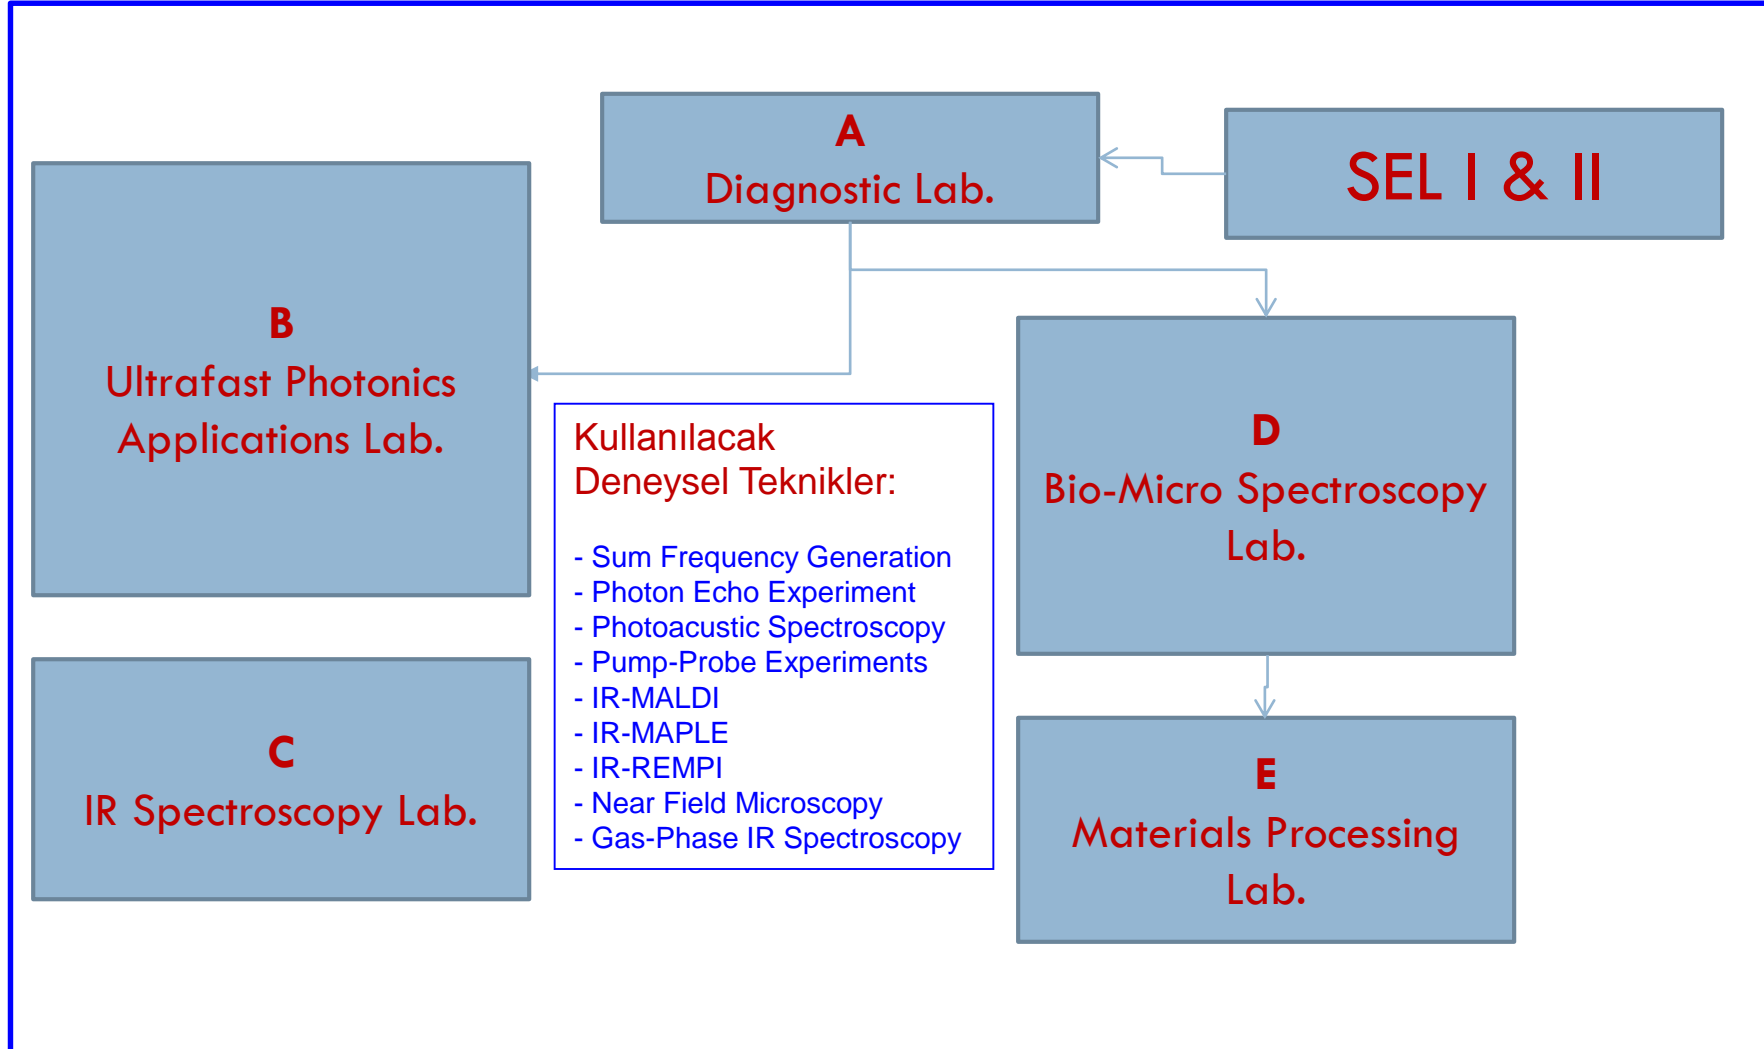 A
Diagnostic Lab.
SEL I & II
B
Ultrafast Photonics
Applications Lab.
Kullanılacak
Deneysel Teknikler:
- Sum Frequency Generation
- Photon Echo Experiment
- Photoacustic Spectroscopy
- Pump-Probe Experiments
- IR-MALDI
- IR-MAPLE
- IR-REMPI
- Near Field Microscopy
- Gas-Phase IR Spectroscopy
D
Bio-Micro Spectroscopy
Lab.
C
IR Spectroscopy Lab.
E
Materials Processing
Lab.